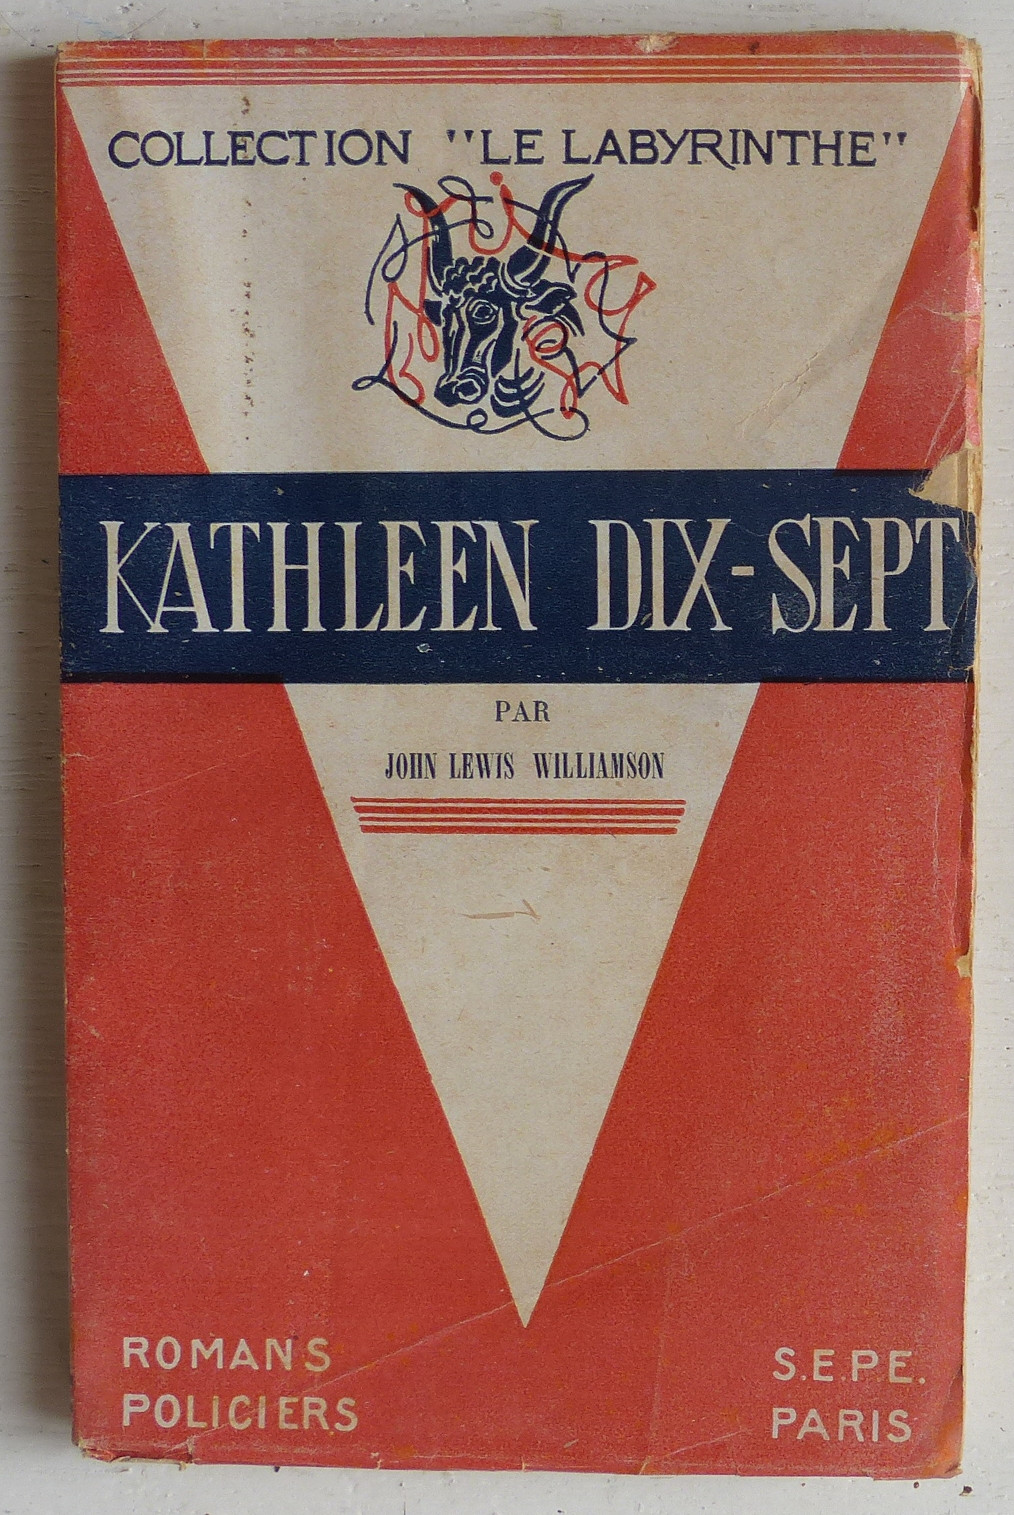 COLLECTION "LE LABYRINTHE"
KATHLEEN DIX-SEPT
PAR
JOHN LEWIS WILLIAMSON
ROMANS
POLICIERS
S.E.P.E.
PARIS